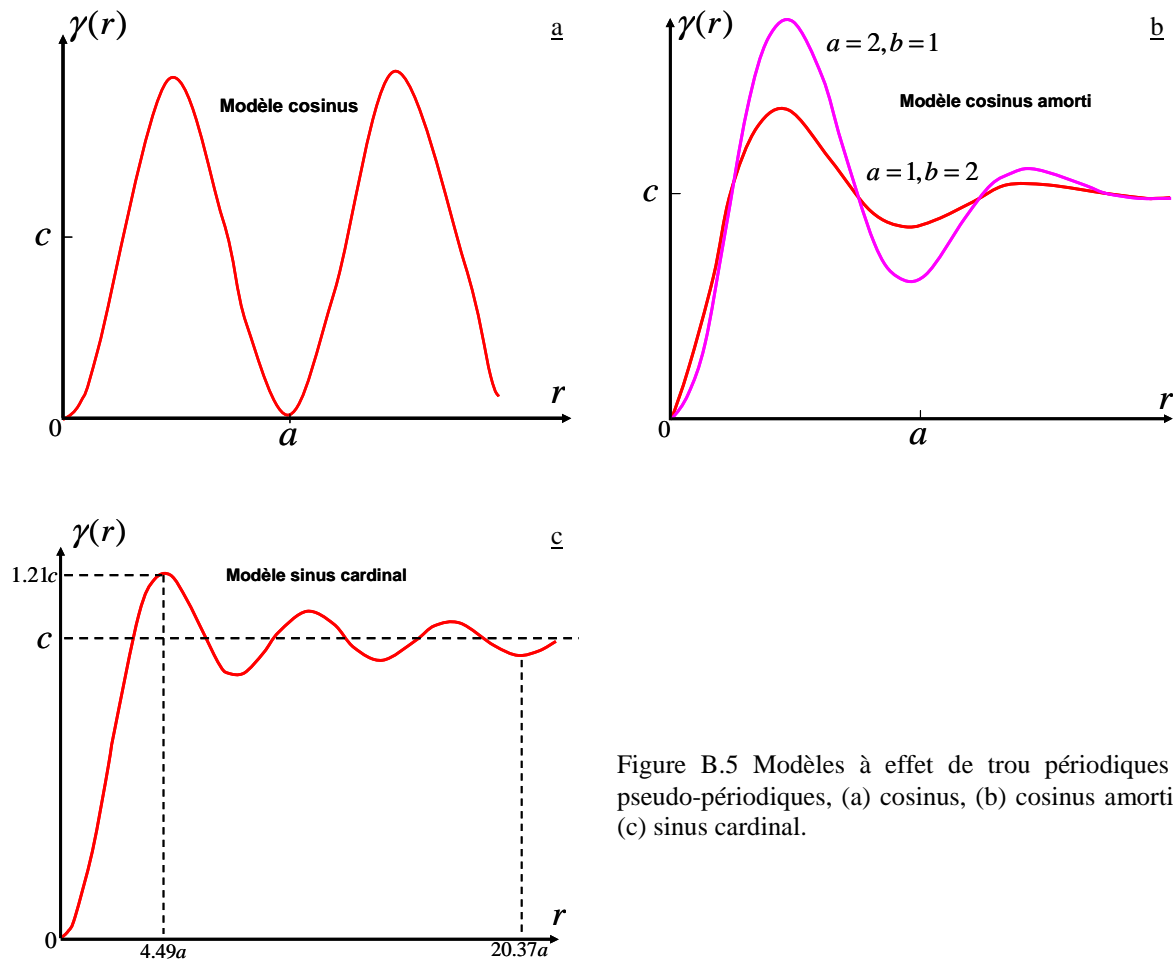 a
γ(r)
Modèle cosinus
c
0
a
r
b
γ(r)
a = 2, b = 1
Modèle cosinus amorti
a = 1, b = 2
c
0
a
r
c
γ(r)
1.21c
Modèle sinus cardinal
c
0
4.49a
20.37a
r
Figure B.5 Modèles à effet de trou périodiques
pseudo-périodiques, (a) cosinus, (b) cosinus amorti
(c) sinus cardinal.